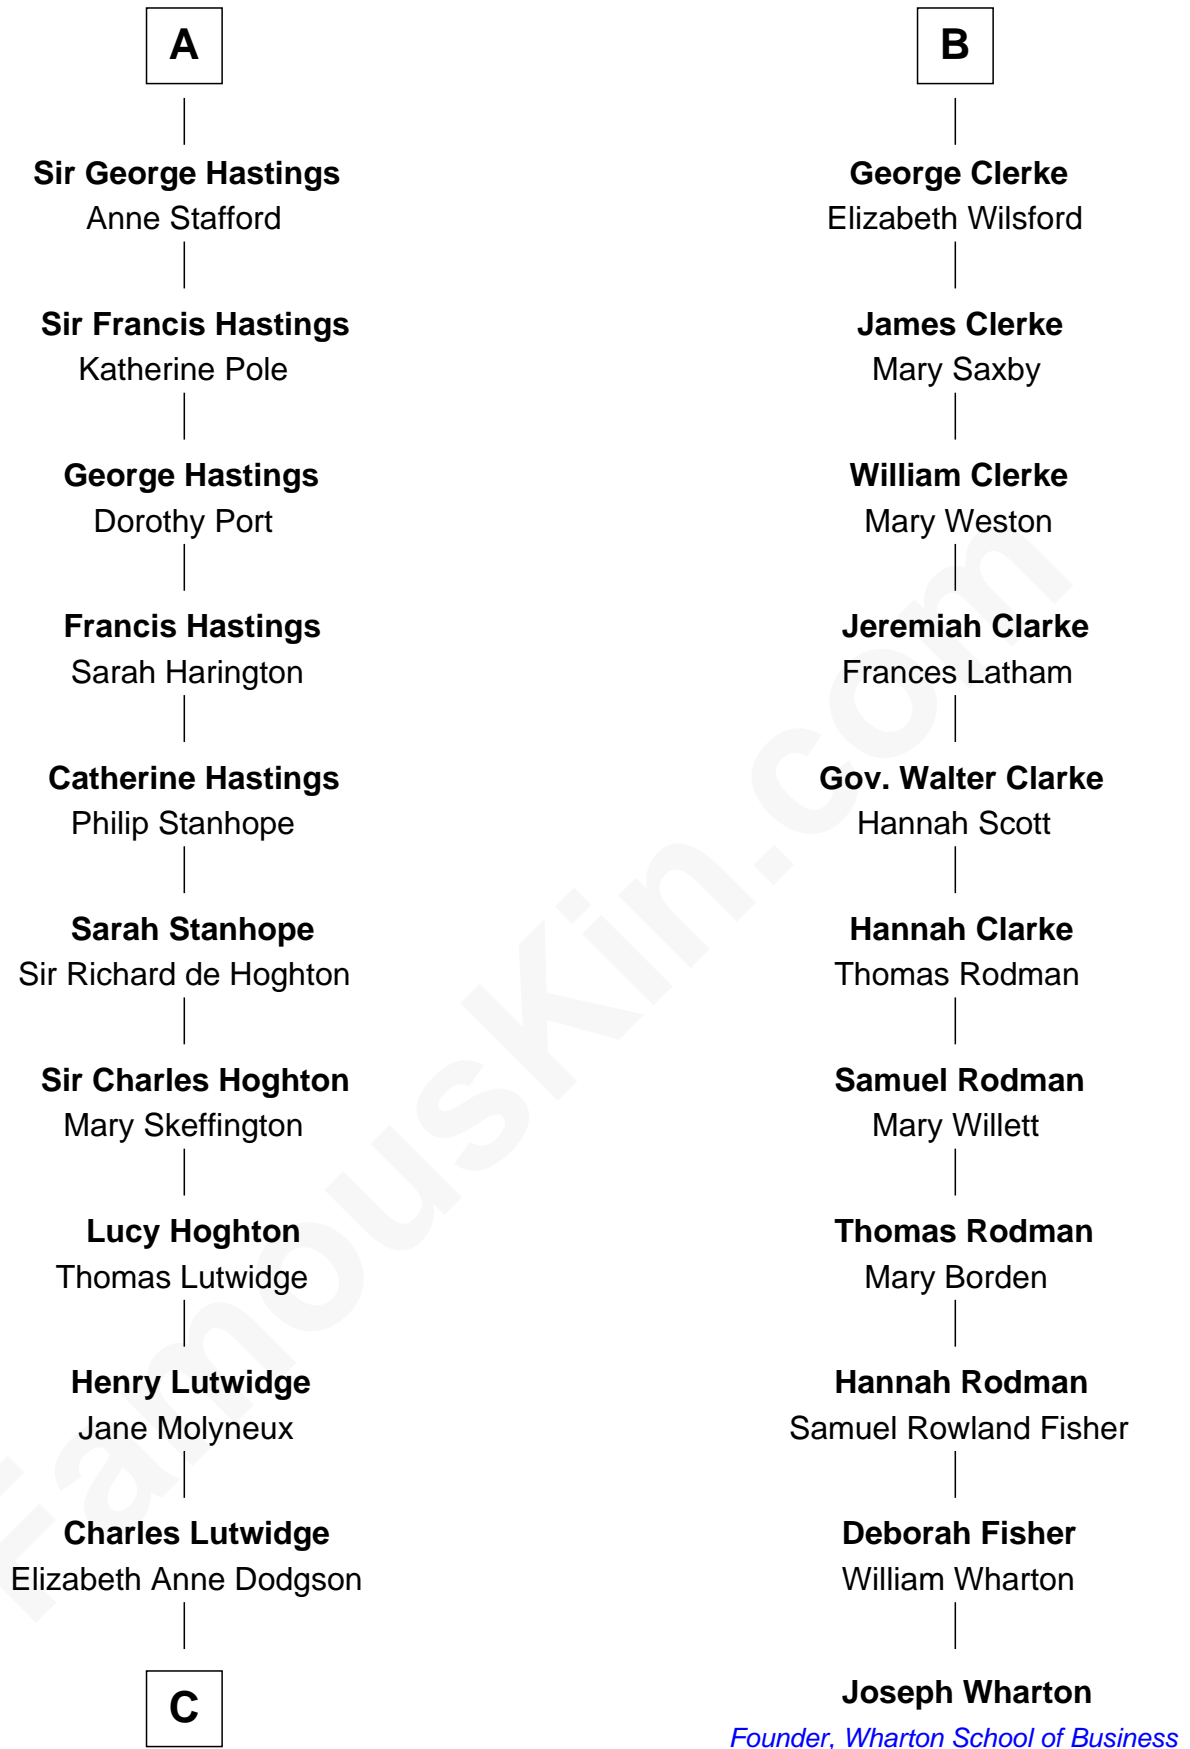 A
Sir George Hastings
Anne Stafford
Sir Francis Hastings
Katherine Pole
George Hastings
Dorothy Port
Francis Hastings
Sarah Harington
Catherine Hastings
Philip Stanhope
Sarah Stanhope
Sir Richard de Hoghton
Sir Charles Hoghton
Mary Skeffington
Lucy Hoghton
Thomas Lutwidge
Henry Lutwidge
Jane Molyneux
Charles Lutwidge
Elizabeth Anne Dodgson
C
B
George Clerke
Elizabeth Wilsford
James Clerke
Mary Saxby
William Clerke
Mary Weston
Jeremiah Clarke
Frances Latham
Gov. Walter Clarke
Hannah Scott
Hannah Clarke
Thomas Rodman
Samuel Rodman
Mary Willett
Thomas Rodman
Mary Borden
Hannah Rodman
Samuel Rowland Fisher
Deborah Fisher
William Wharton
Joseph Wharton
Founder, Wharton School of Business
FamousKin.com